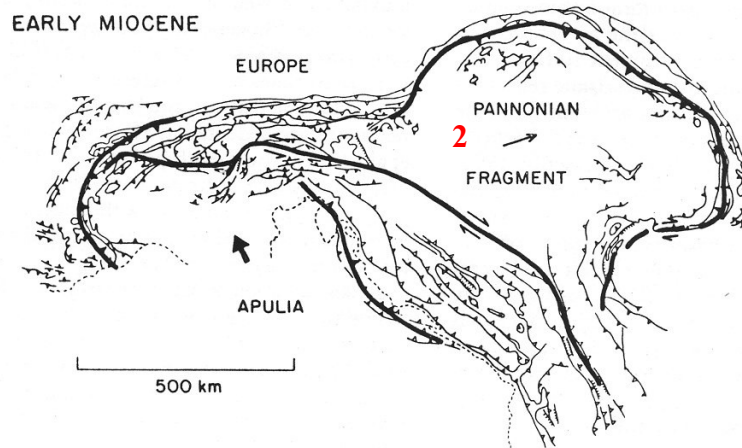 EARLY MIOCENE
EUROPE
PANNONIAN
2
FRAGMENT
APULIA
500 km